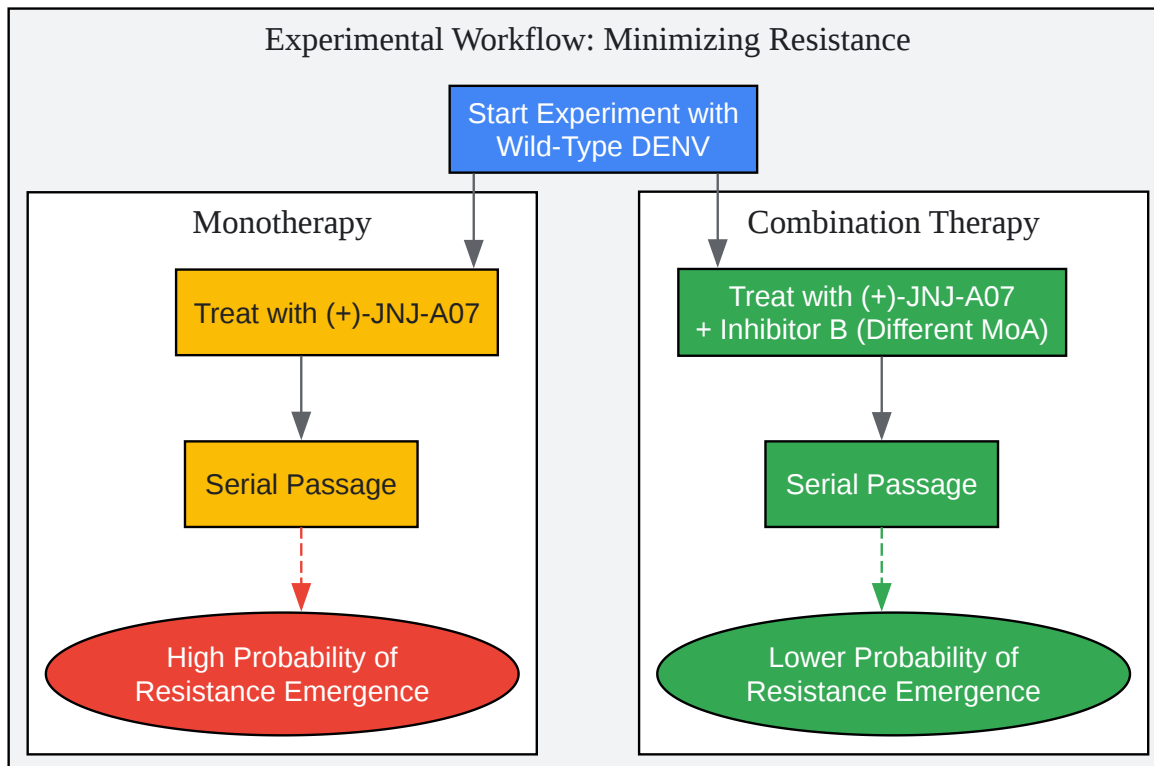 Experimental Workflow: Minimizing Resistance
Start Experiment with
Wild-Type DENV
Monotherapy
Treat with (+)-JNJ-A07
Serial Passage
High Probability of
Resistance Emergence
Combination Therapy
Treat with (+)-JNJ-A07
+ Inhibitor B (Different MoA)
Serial Passage
Lower Probability of
Resistance Emergence